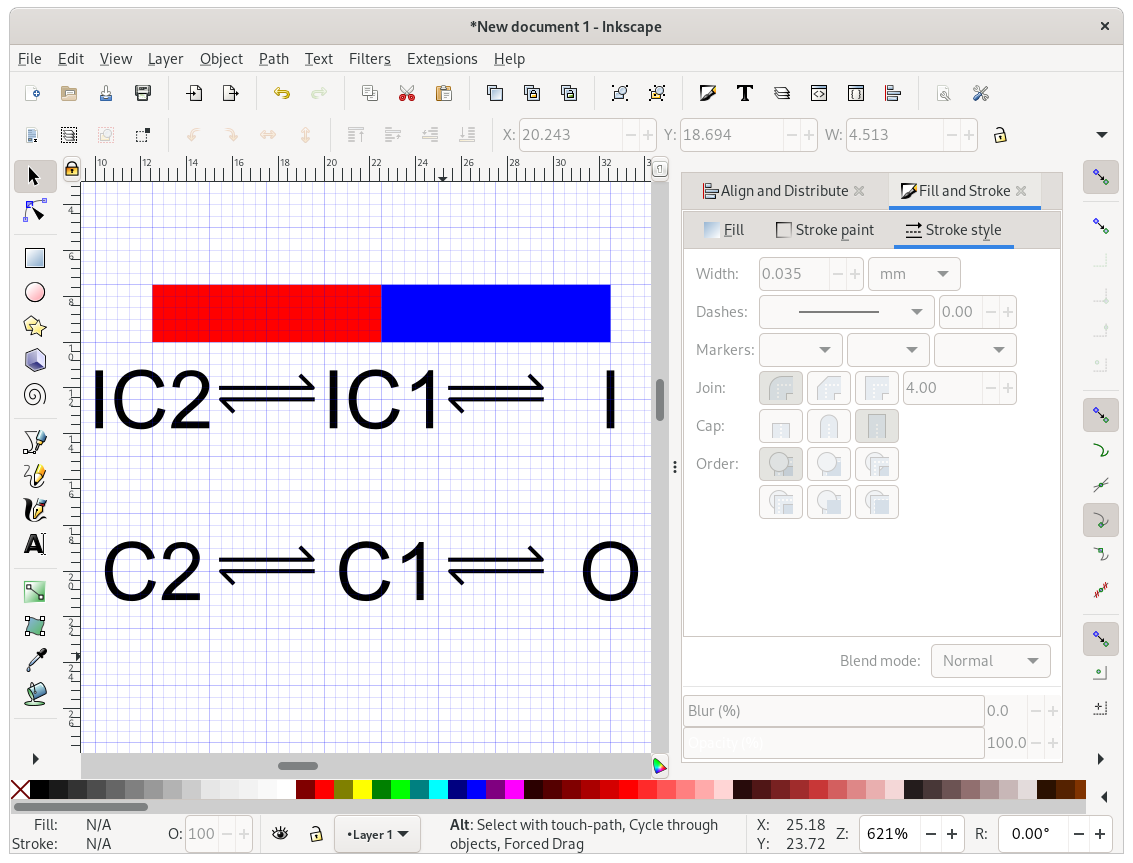 *New document 1 - Inkscape
File Edit View Layer Object Path Text Filters Extensions Help
X: 20.243 Y: 18.694 W: 4.513
10 12 14 16 18 20 22 24 26 28 30 32
Align and Distribute Fill and Stroke
Fill Stroke paint Stroke style
Width: 0.035 mm
Dashes: 0.00
Markers:
Join: 4.00
Cap:
Order:
IC2 IC1 I
C2 C1 O
Blend mode: Normal
Blur (%) 0.0
Opacity (%) 100.0
Fill: N/A
Stroke: N/A
O: 100
•Layer 1
Alt: Select with touch-path, Cycle through
objects, Forced Drag
X: 25.18
Y: 23.72
Z: 621%
R: 0.00°